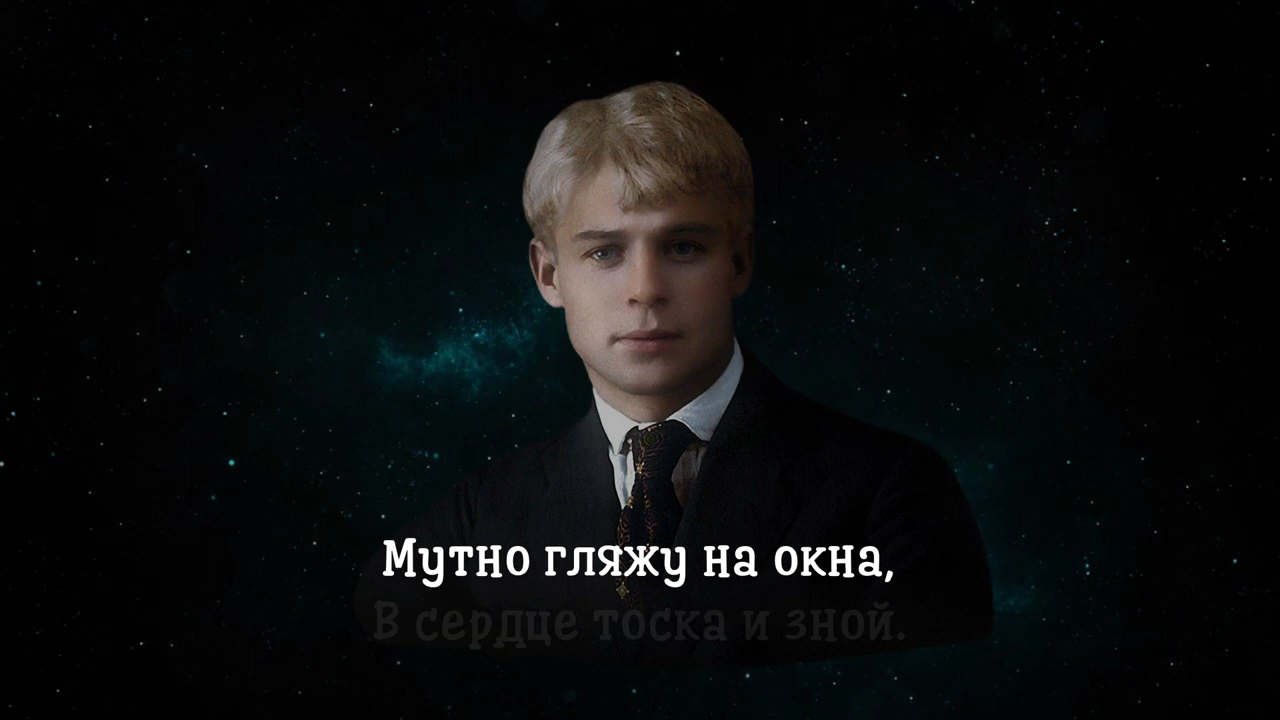 Мутно гляжу на окна,
В сердце тоска и зной.